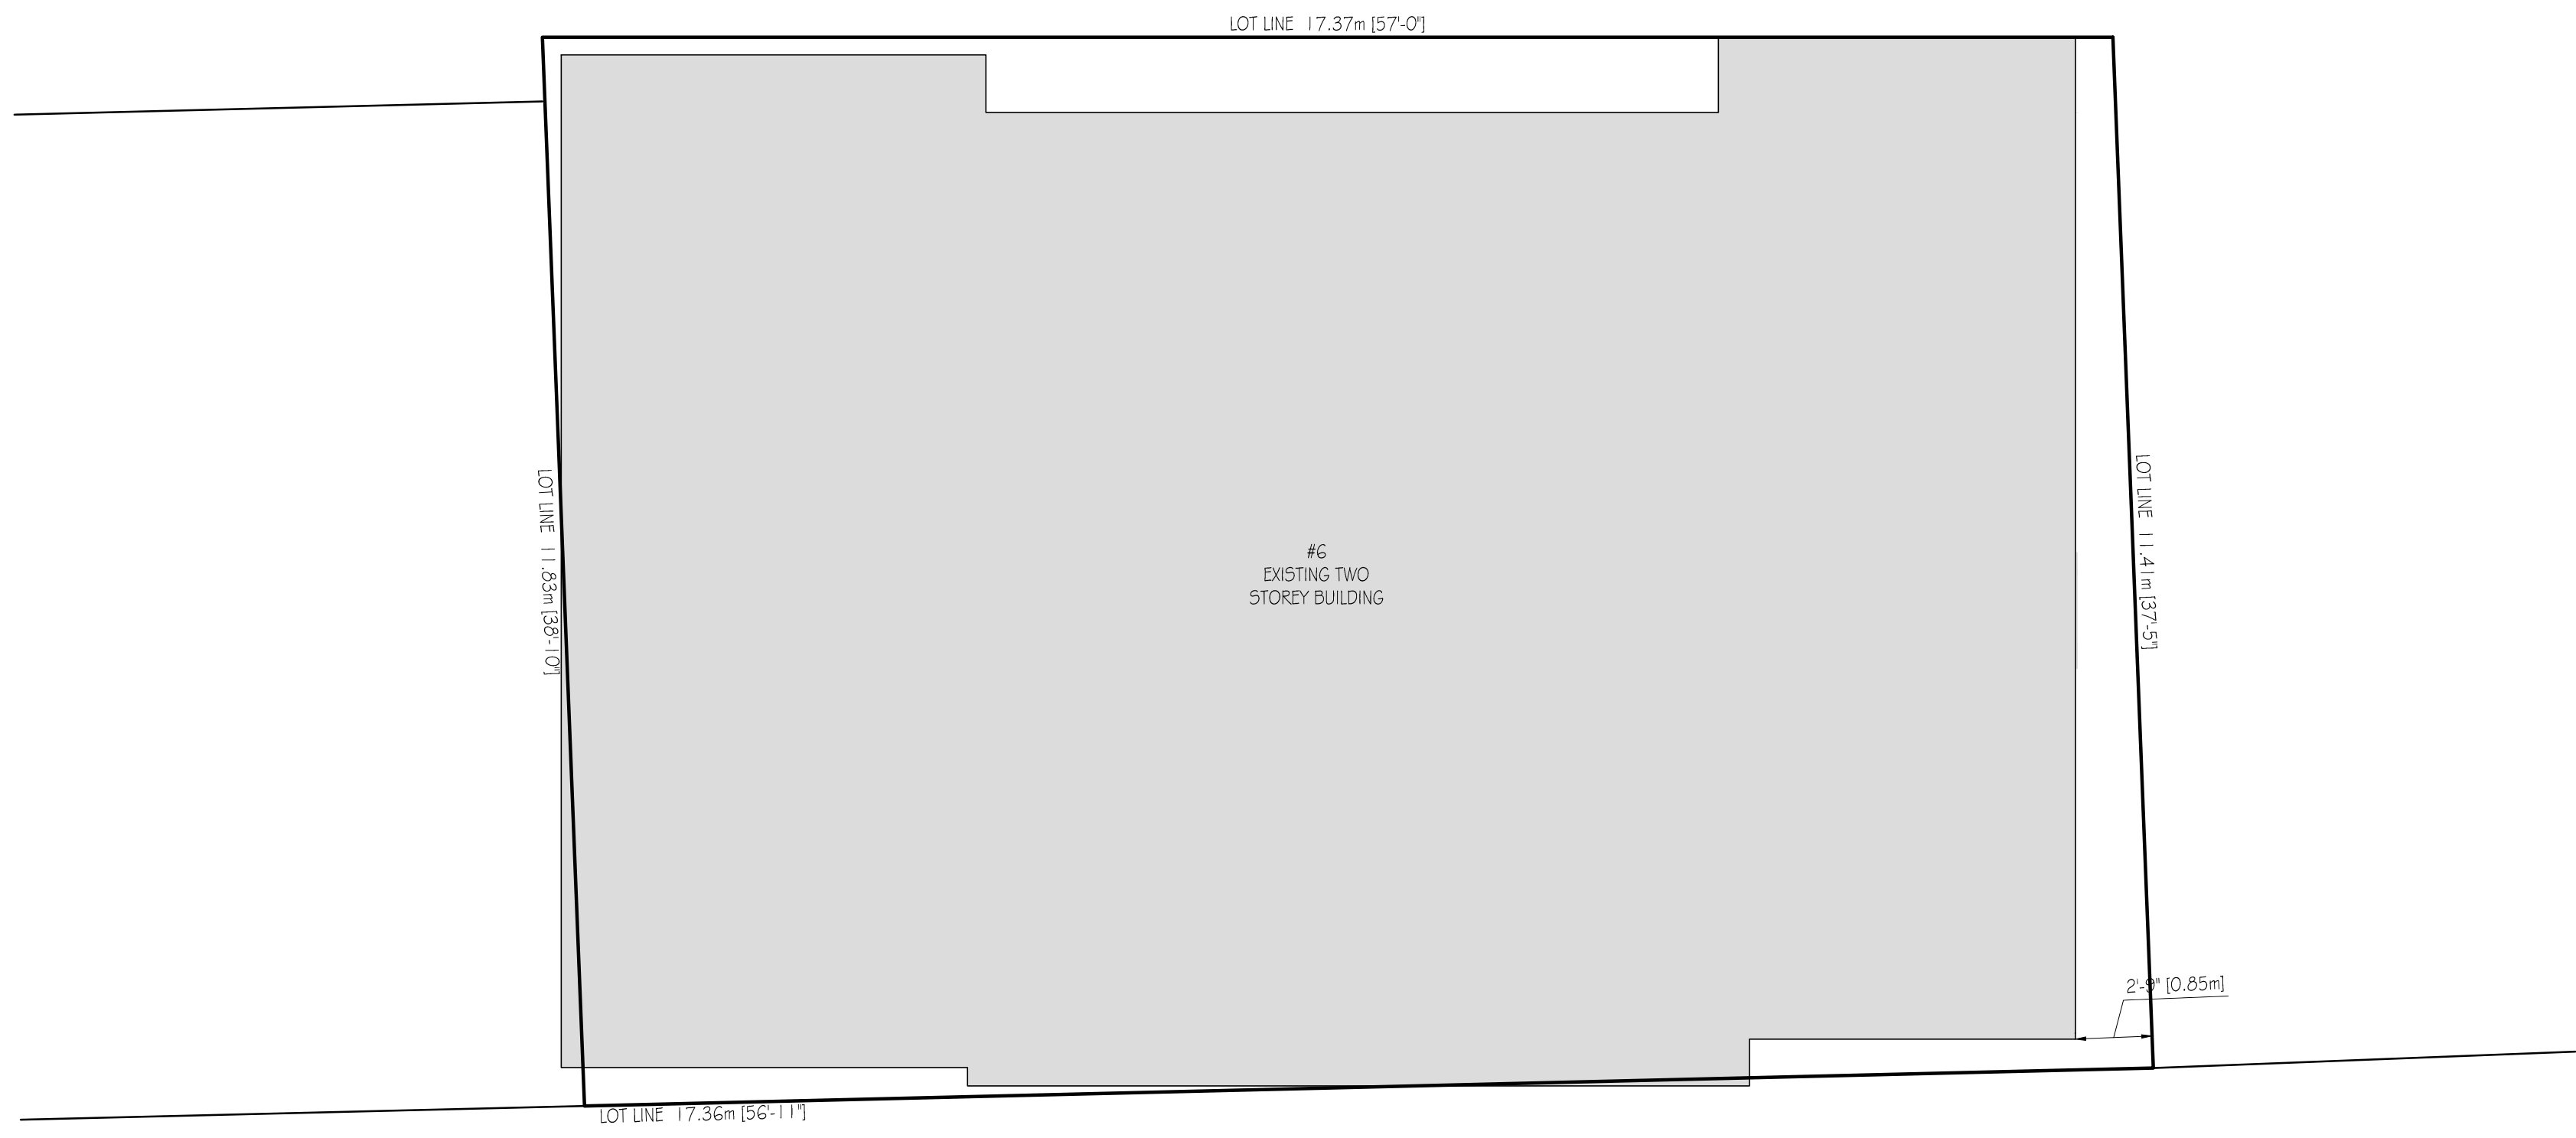 LOT LINE 17.37m [57'-0"]
LOT LINE 11.83m [38'-10"]
LOT LINE 11.41m [37'-5"]
#6
EXISTING TWO
STOREY BUILDING
2'-9" [0.85m]
LOT LINE 17.36m [56'-11"]